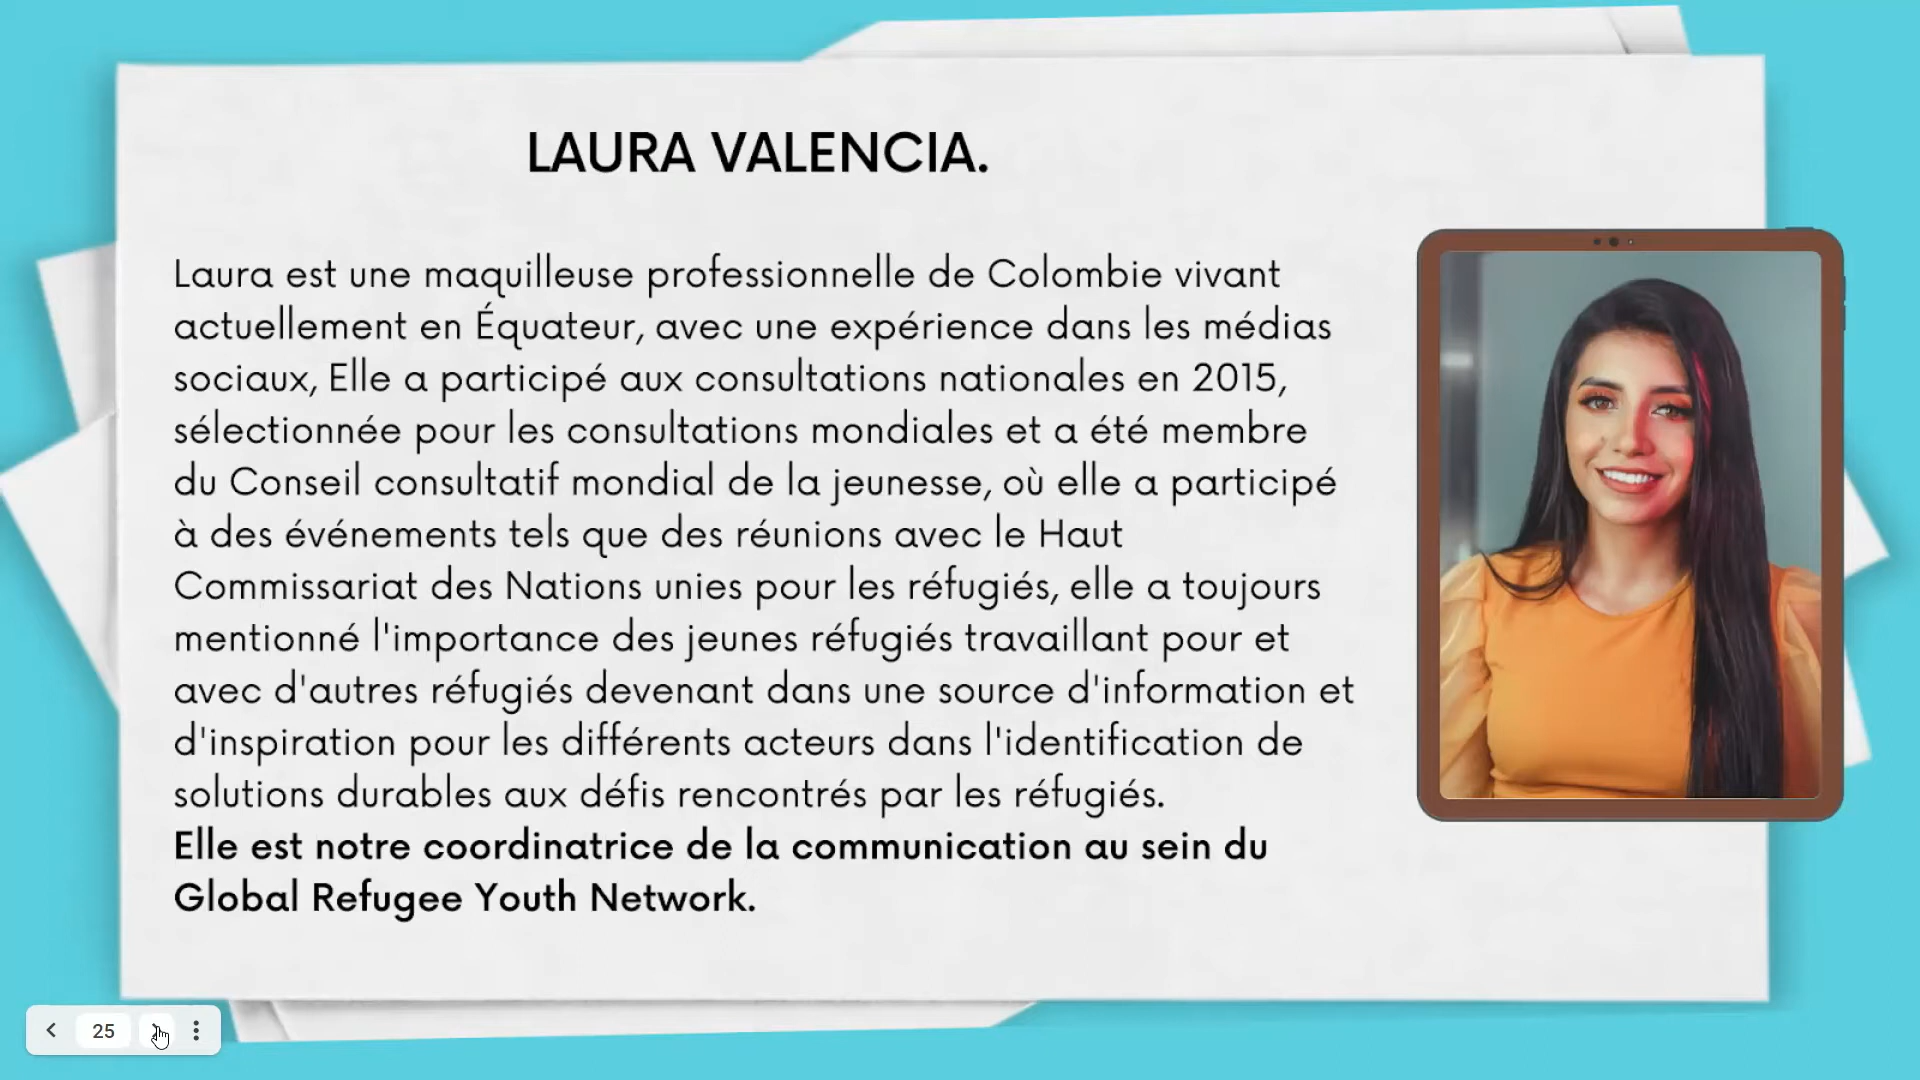 LAURA VALENCIA.
Laura est une maquilleuse professionnelle de Colombie vivant
actuellement en Équateur, avec une expérience dans les médias
sociaux, Elle a participé aux consultations nationales en 2015,
sélectionnée pour les consultations mondiales et a été membre
du Conseil consultatif mondial de la jeunesse, où elle a participé
à des événements tels que des réunions avec le Haut
Commissariat des Nations unies pour les réfugiés, elle a toujours
mentionné l'importance des jeunes réfugiés travaillant pour et
avec d'autres réfugiés devenant dans une source d'information et
d'inspiration pour les différents acteurs dans l'identification de
solutions durables aux défis rencontrés par les réfugiés.
Elle est notre coordinatrice de la communication au sein du
Global Refugee Youth Network.
25